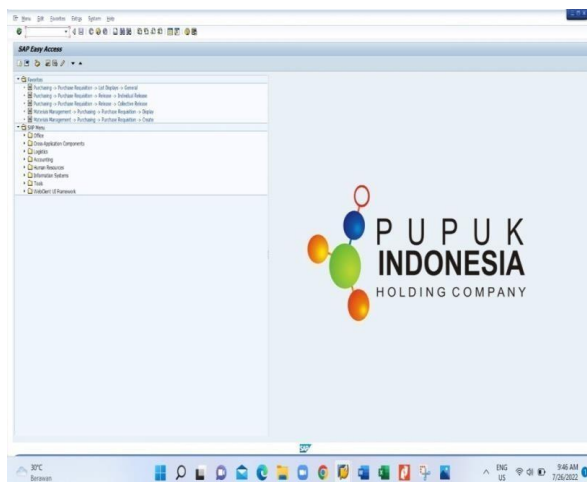 Menu Edit Favorites Extras System Help
SAP Easy Access
Favorites
Purchasing -> Purchase Requisition -> List Displays -> General
Purchasing -> Purchase Requisition -> Release -> Individual Release
Purchasing -> Purchase Requisition -> Release -> Collective Release
Materials Management -> Purchasing -> Purchase Requisition -> Display
Materials Management -> Purchasing -> Purchase Requisition -> Create
SAP Menu
Office
Cross-Application Components
Logistics
Accounting
Human Resources
Information Systems
Tools
WebClient UI Framework
PUPUK
INDONESIA
HOLDING COMPANY
SAP
30°C
Berawan
ENG
US
9:46 AM
7/26/2022